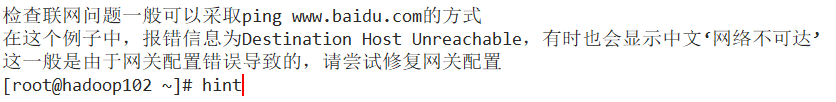 检查联网问题一般可以采取ping www.baidu.com的方式
在这个例子中，报错信息为Destination Host Unreachable，有时也会显示中文‘网络不可达’
这一般是由于网关配置错误导致的，请尝试修复网关配置
[root@hadoop102 ~]# hint